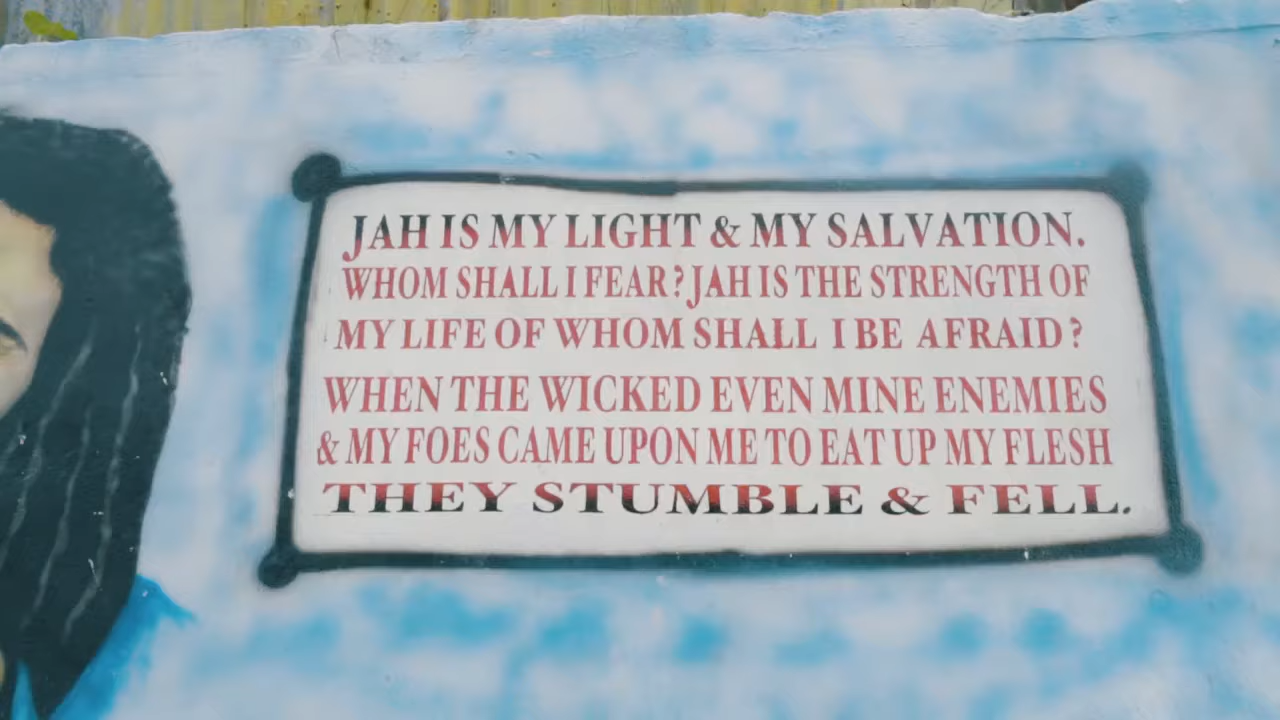 JAH IS MY LIGHT & MY SALVATION.
WHOM SHALL I FEAR? JAH IS THE STRENGTH OF
MY LIFE OF WHOM SHALL I BE AFRAID?
WHEN THE WICKED EVEN MINE ENEMIES
& MY FOES CAME UPON ME TO EAT UP MY FLESH
THEY STUMBLE & FELL.